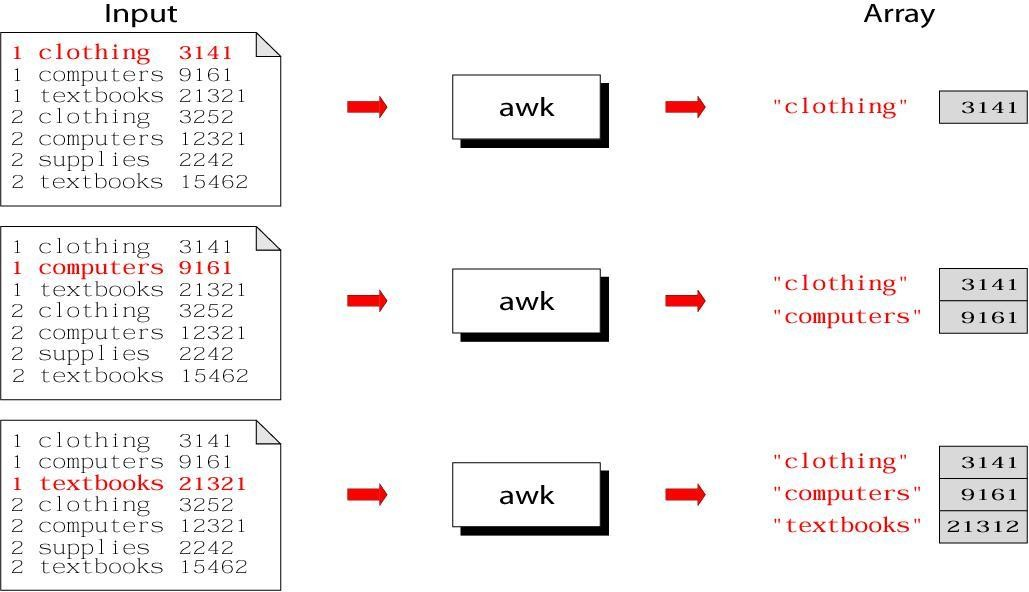 Input
Array
1 clothing 3141
1 computers 9161
1 textbooks 21321
2 clothing 3252
2 computers 12321
2 supplies 2242
2 textbooks 15462
awk
"clothing" 3141
1 clothing 3141
1 computers 9161
1 textbooks 21321
2 clothing 3252
2 computers 12321
2 supplies 2242
2 textbooks 15462
awk
"clothing" 3141
"computers" 9161
1 clothing 3141
1 computers 9161
1 textbooks 21321
2 clothing 3252
2 computers 12321
2 supplies 2242
2 textbooks 15462
awk
"clothing" 3141
"computers" 9161
"textbooks" 21312